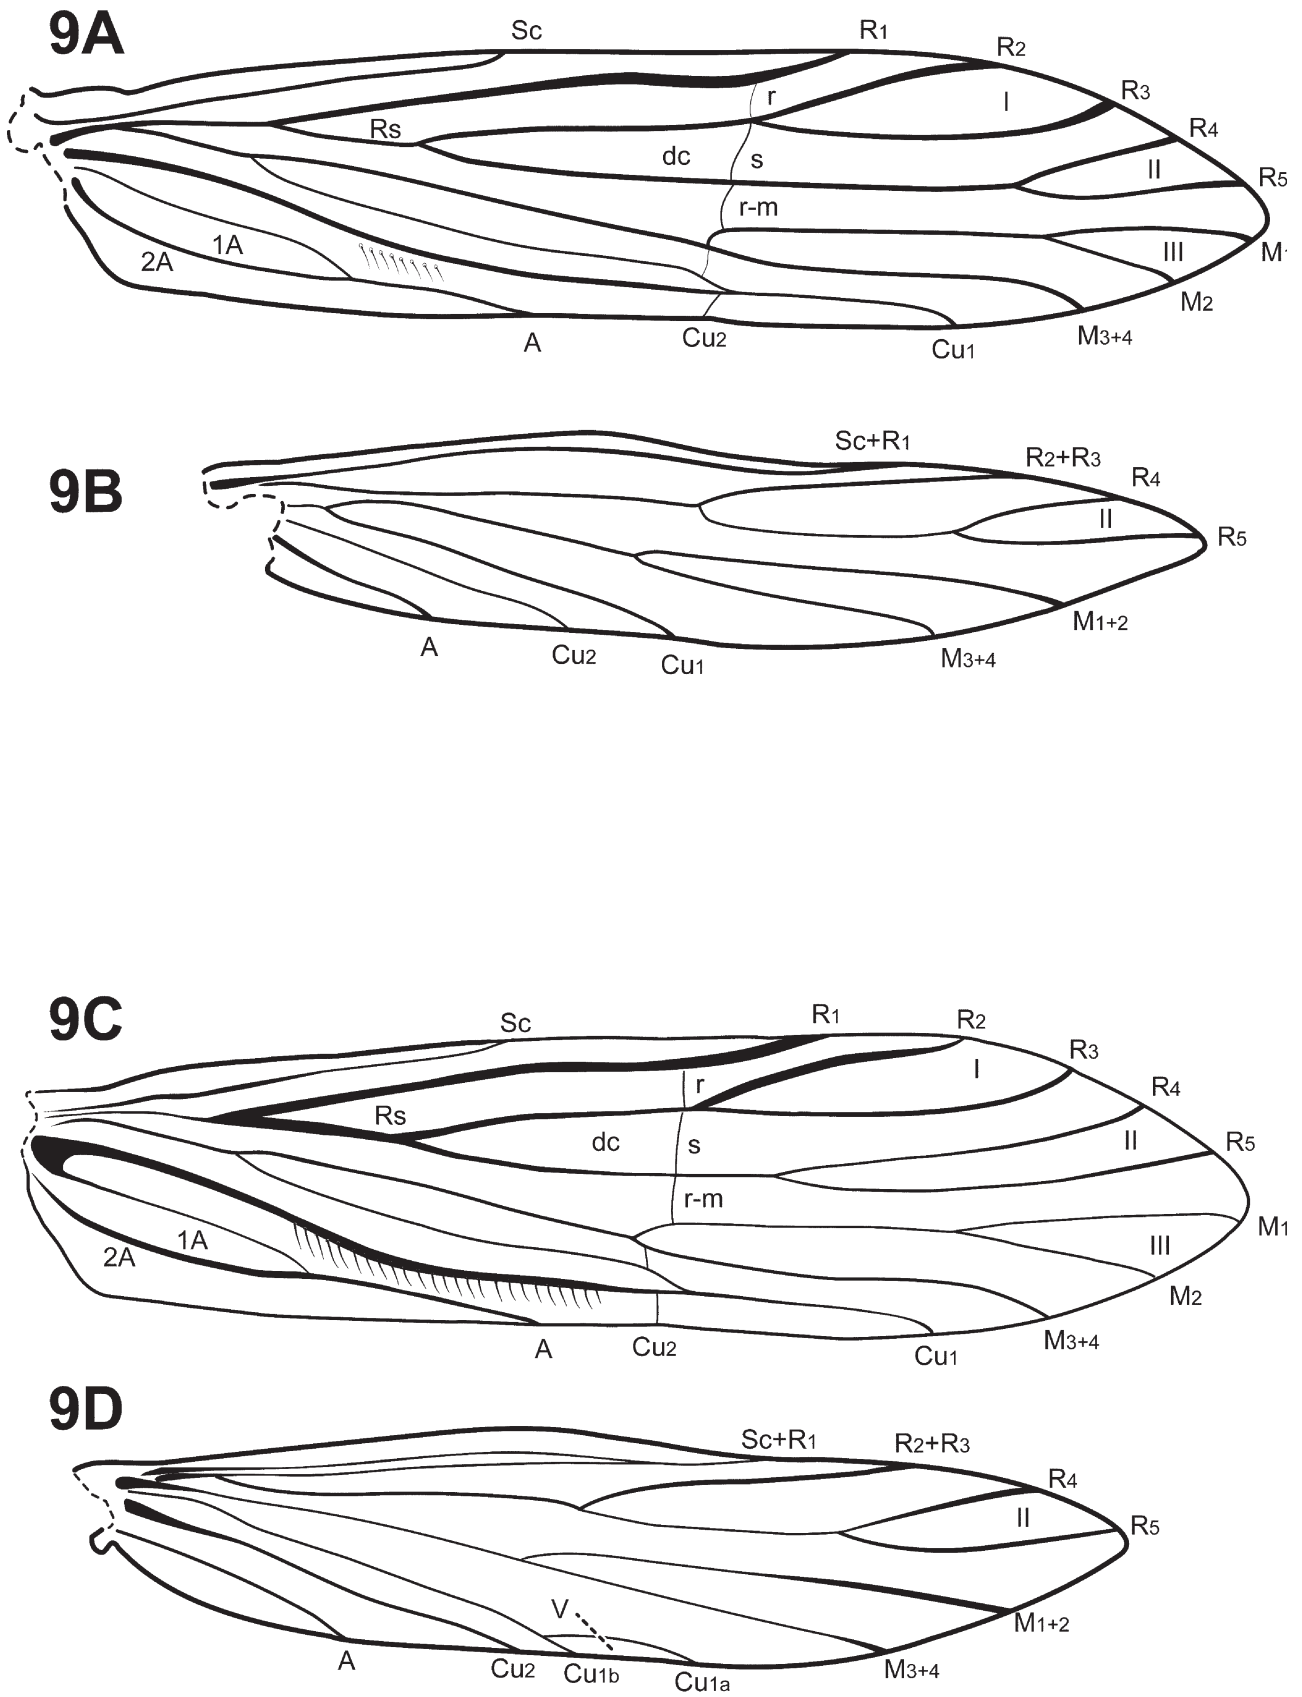 9A
Sc R1 R2
R3
R4
R5
r I
Rs dc s II
r-m
1A III
2A M1
M2
A Cu2 Cu1 M3+4
9B
Sc+R1 R2+R3 R4
II R5
M1+2
A Cu2 Cu1 M3+4
9C
Sc R1 R2
R3
R4
R5
r I
Rs dc s II
r-m
1A III M1
2A M2
A Cu2 Cu1 M3+4
9D
Sc+R1 R2+R3 R4
II R5
V M1+2
A Cu2 Cu1b Cu1a M3+4